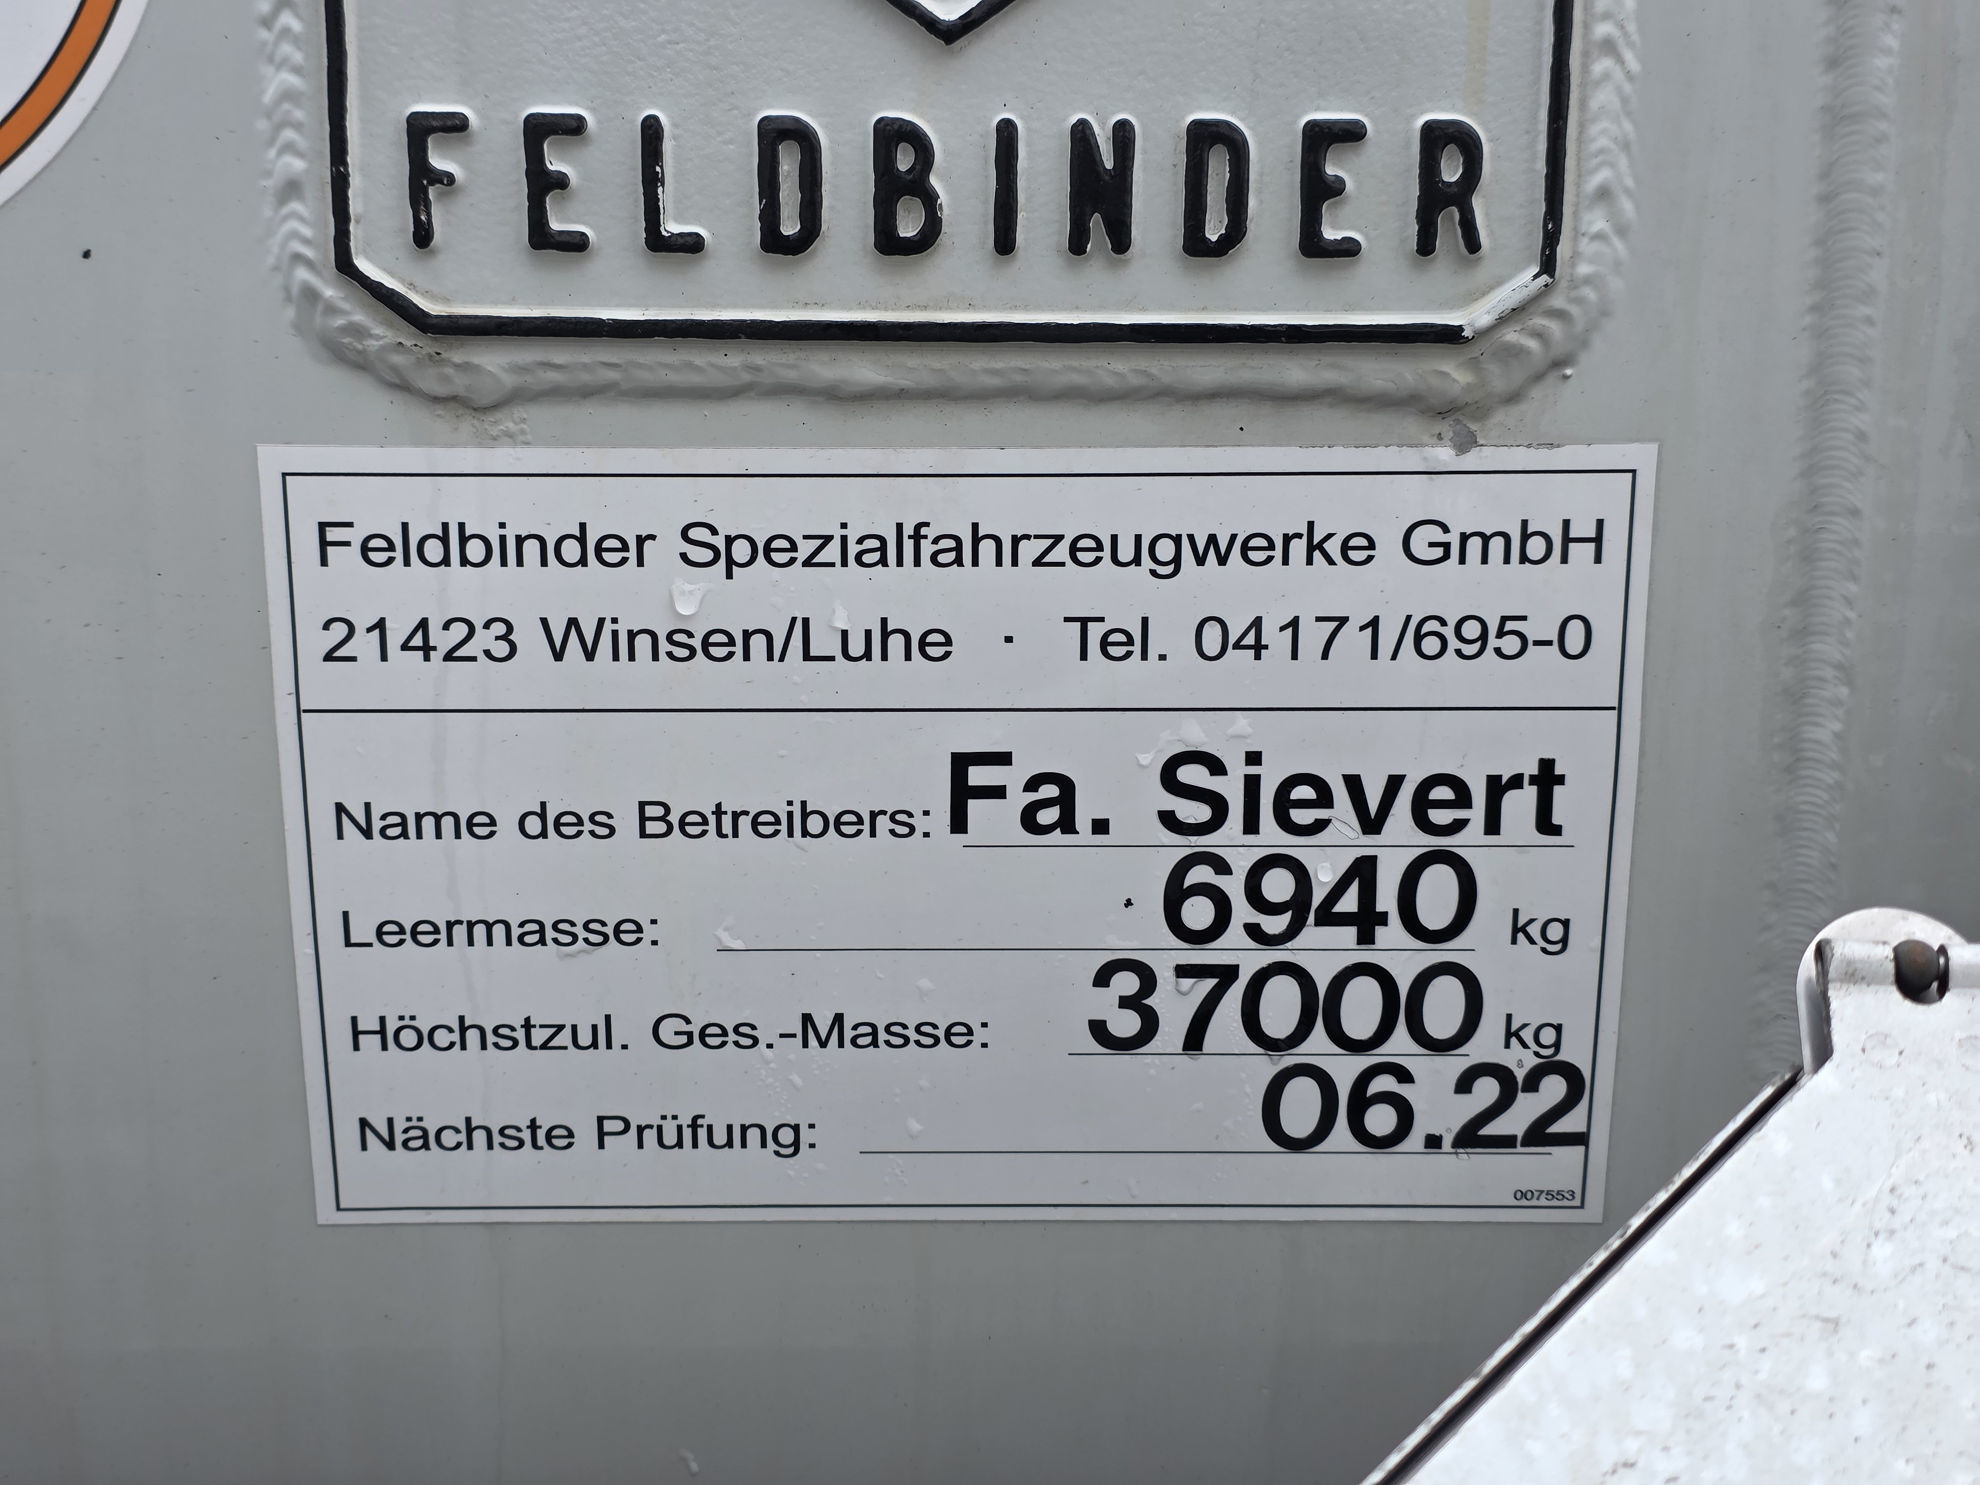 FELDBINDER
Feldbinder Spezialfahrzeugwerke GmbH
21423 Winsen/Luhe · Tel. 04171/695-0
Name des Betreibers: Fa. Sievert
Leermasse: 6940 kg
Höchstzul. Ges.-Masse: 37000 kg
Nächste Prüfung: 06.22
007553